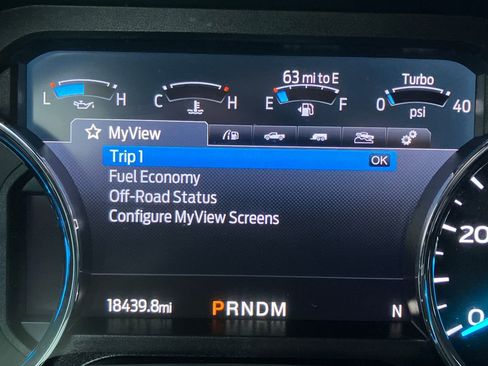 63 mi to E Turbo
L H C H E F 0 40
psi
MyView
Trip 1 OK
Fuel Economy
Off-Road Status
Configure MyView Screens
20
0
18439.8mi PRNDM N